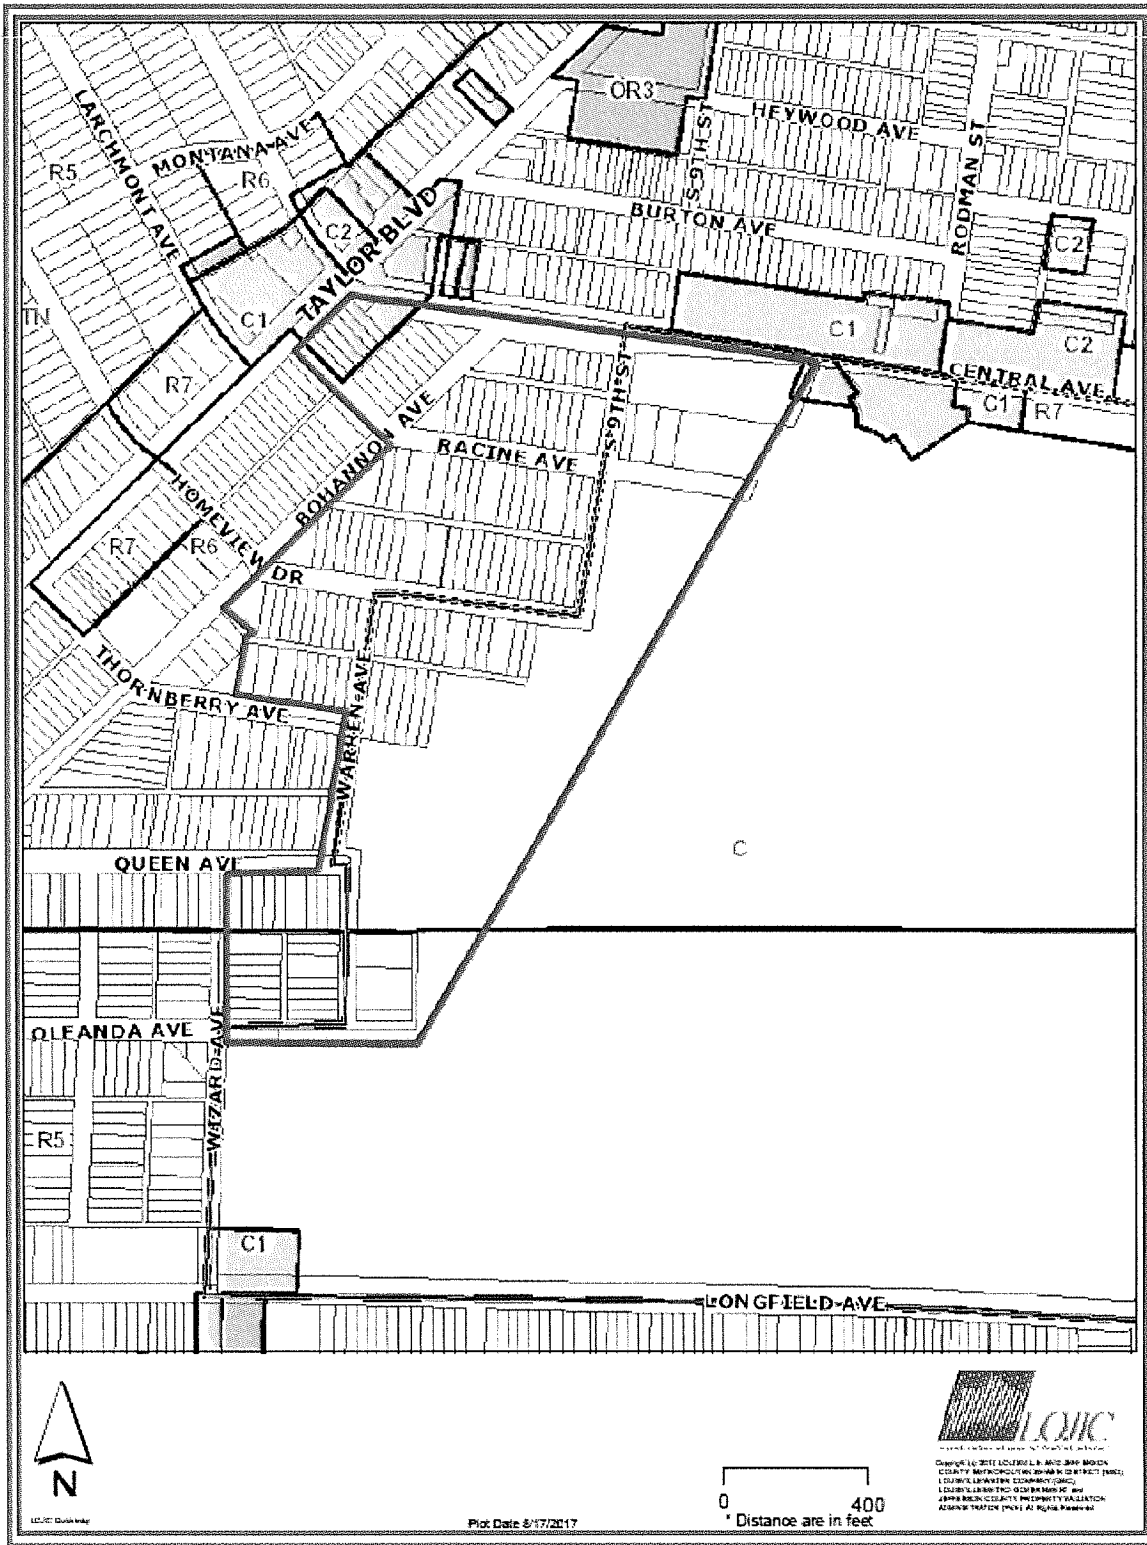 OR3
LARCHMONT AVE
MONTANA AVE
HEYWOOD AVE
S 6TH ST
RODMAN ST
R5
R6
TAYLOR BLVD
BURTON AVE
C2
C2
TN
C1
C1
C2
R7
S 9TH ST
CENTRAL AVE
C1
R7
BOHANNON AVE
RACINE AVE
HOMEVIEW DR
R7
R6
THORNBERRY AVE
WARREN AVE
C
QUEEN AVE
OLEANDA AVE
WIZARD AVE
R5
C1
LONGFIELD AVE
N
LOJIC
0
400
* Distance are in feet
Plot Date 8/17/2017